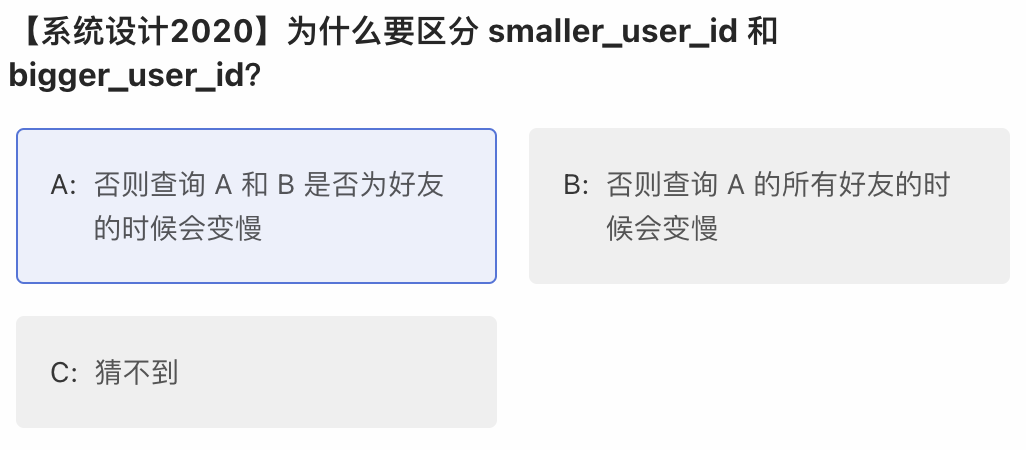 【系统设计2020】为什么要区分 smaller_user_id 和
bigger_user_id?
A: 否则查询 A 和 B 是否为好友
的时候会变慢
B: 否则查询 A 的所有好友的时
候会变慢
C: 猜不到